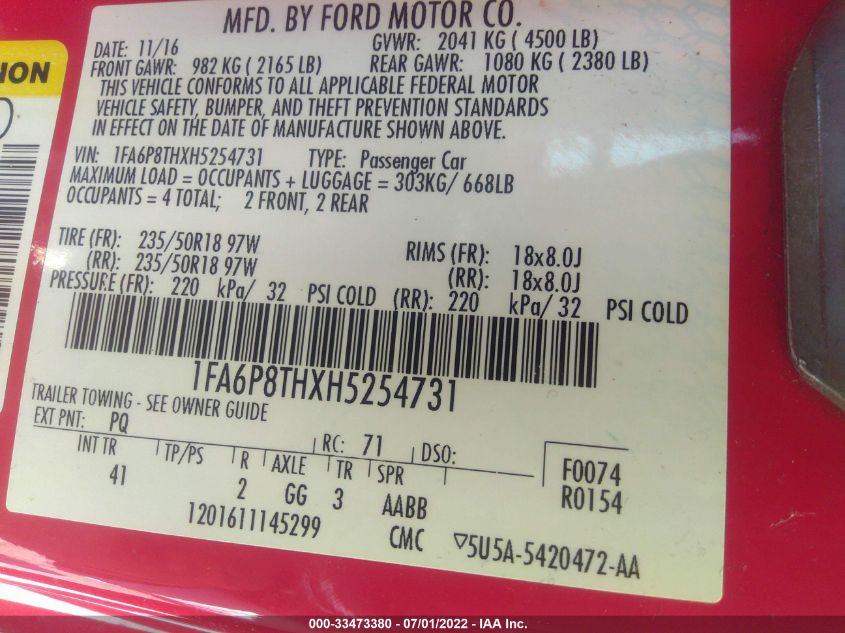 MFD. BY FORD MOTOR CO.
DATE: 11/16 GVWR: 2041 KG ( 4500 LB)
FRONT GAWR: 982 KG ( 2165 LB) REAR GAWR: 1080 KG ( 2380 LB)
THIS VEHICLE CONFORMS TO ALL APPLICABLE FEDERAL MOTOR
VEHICLE SAFETY, BUMPER, AND THEFT PREVENTION STANDARDS
IN EFFECT ON THE DATE OF MANUFACTURE SHOWN ABOVE.
VIN: 1FA6P8THXH5254731 TYPE: Passenger Car
MAXIMUM LOAD = OCCUPANTS + LUGGAGE = 303KG/ 668LB
OCCUPANTS = 4 TOTAL; 2 FRONT, 2 REAR
TIRE (FR): 235/50R18 97W RIMS (FR): 18x8.0J
(RR): 235/50R18 97W (RR): 18x8.0J
PRESSURE (FR): 220 kPa/ 32 PSI COLD (RR): 220 kPa/ 32 PSI COLD
1FA6P8THXH5254731
TRAILER TOWING - SEE OWNER GUIDE
EXT PNT: PQ RC: 71 DSO:
INT TR TP/PS R AXLE TR SPR F0074
41 2 GG 3 AABB R0154
1201611145299 CMC ▽5U5A-5420472-AA
000-33473380 - 07/01/2022 - IAA Inc.